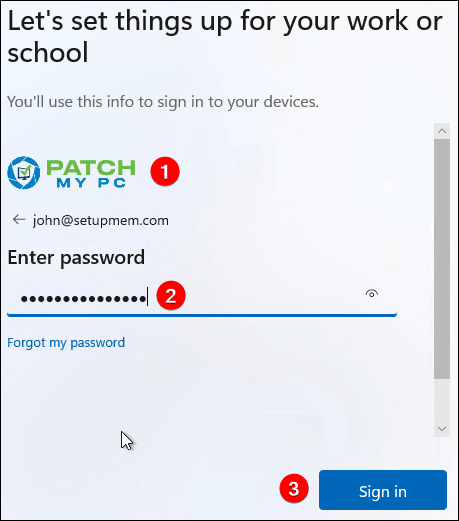 Let's set things up for your work or
school
You'll use this info to sign in to your devices.
PATCH
MY PC
1
← john@setupmem.com
Enter password
••••••••••••••• 2
Forgot my password
3
Sign in